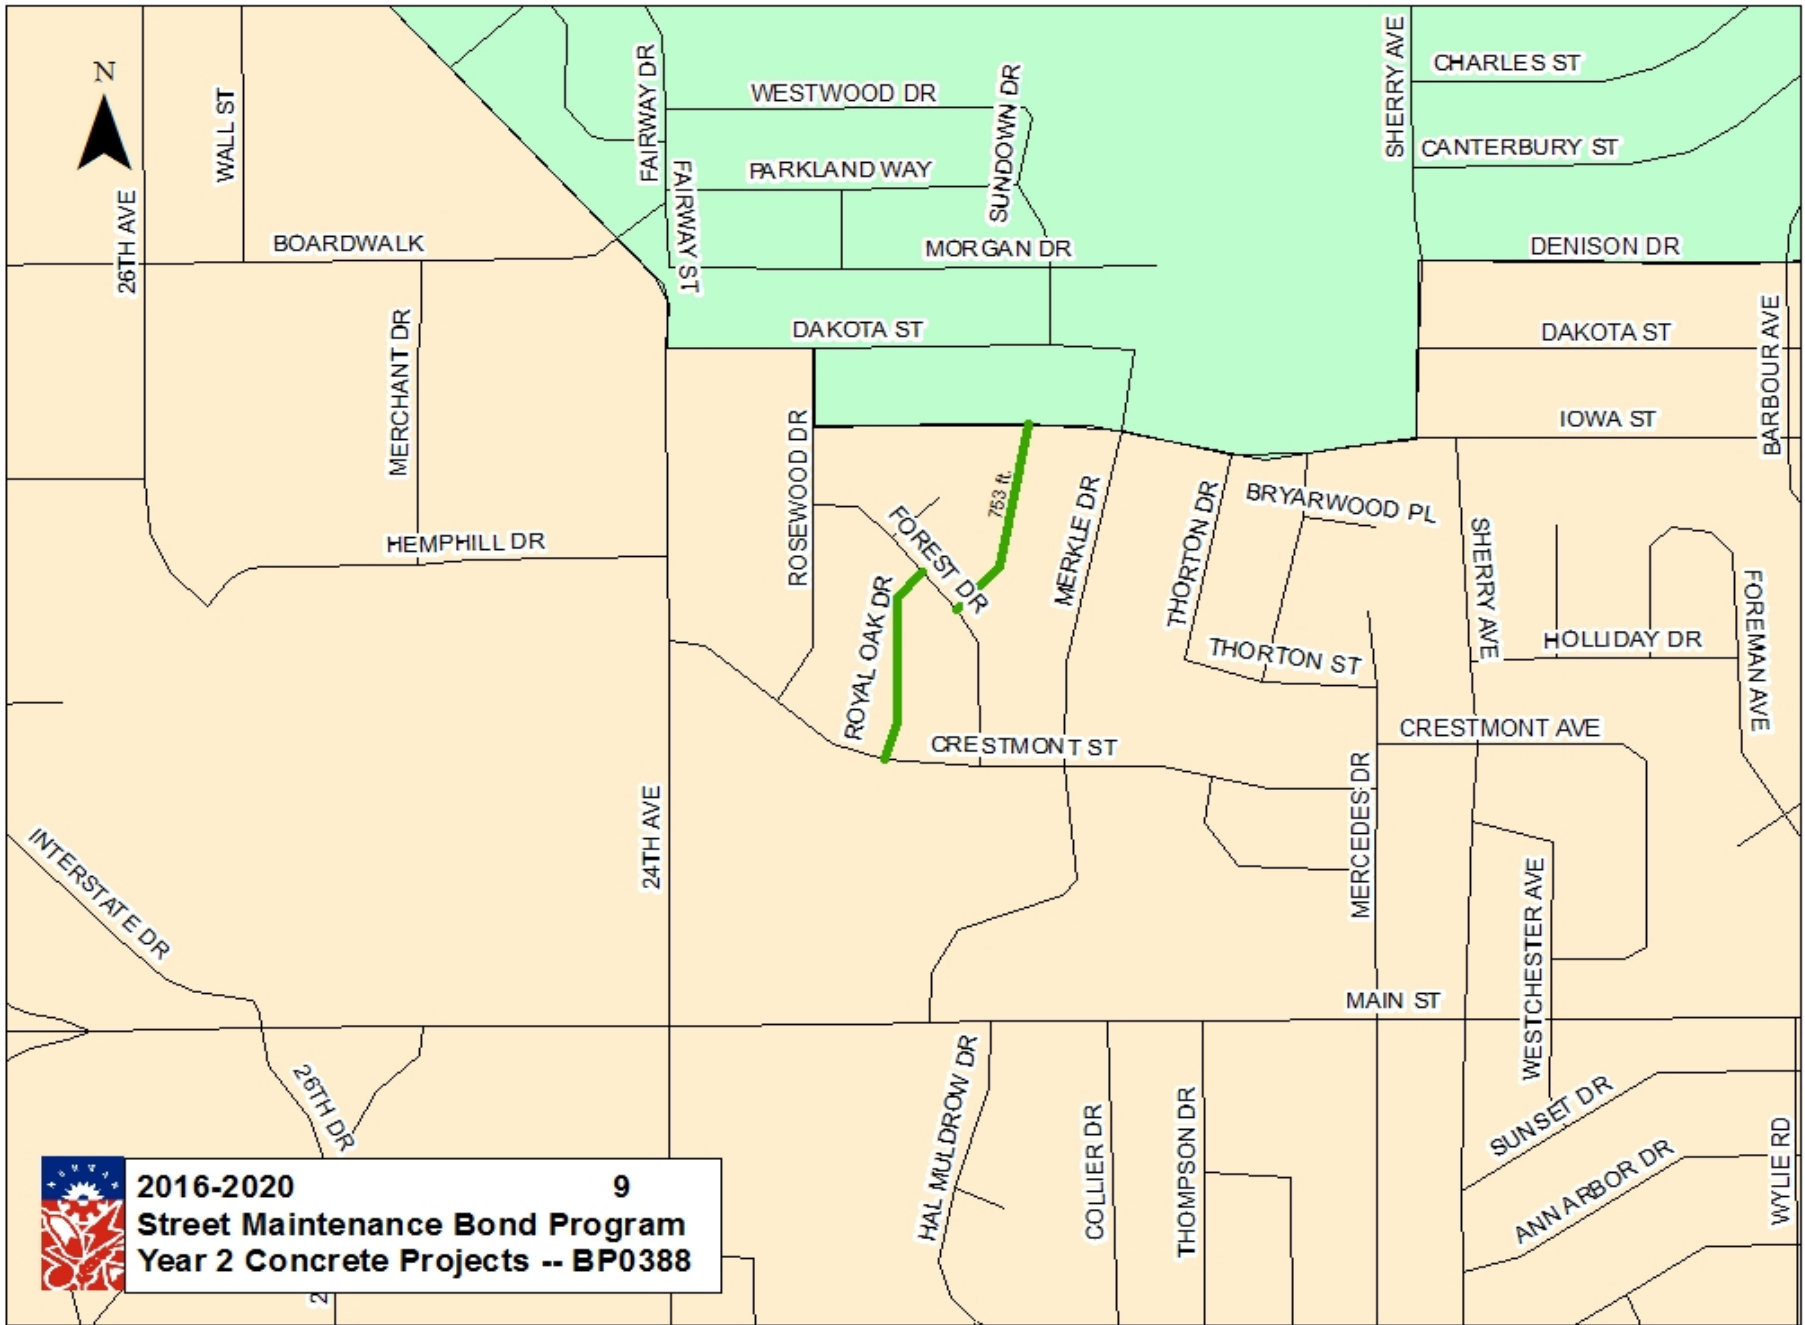 N
SHERRY AVE
CHARLES ST
FAIRWAY DR
WESTWOOD DR
SUNDOWN DR
WALL ST
CANTERBURY ST
PARKLAND WAY
FAIRWAY ST
26TH AVE
BOARDWALK
MORGAN DR
DENISON DR
MERCHANT DR
DAKOTA ST
DAKOTA ST
BARBOUR AVE
IOWA ST
ROSEWOOD DR
753 ft.
BRYARWOOD PL
HEMPHILL DR
FOREST DR
MERKLE DR
THORTON DR
SHERRY AVE
FOREMAN AVE
ROYAL OAK DR
THORTON ST
HOLLIDAY DR
CRESTMONT ST
CRESTMONT AVE
24TH AVE
MERCEDES DR
INTERSTATE DR
WESTCHESTER AVE
MAIN ST
26TH DR
HAL MULDROW DR
COLLIER DR
THOMPSON DR
SUNSET DR
ANN ARBOR DR
WYLIE RD
2016-2020 9
Street Maintenance Bond Program
Year 2 Concrete Projects -- BP0388
2